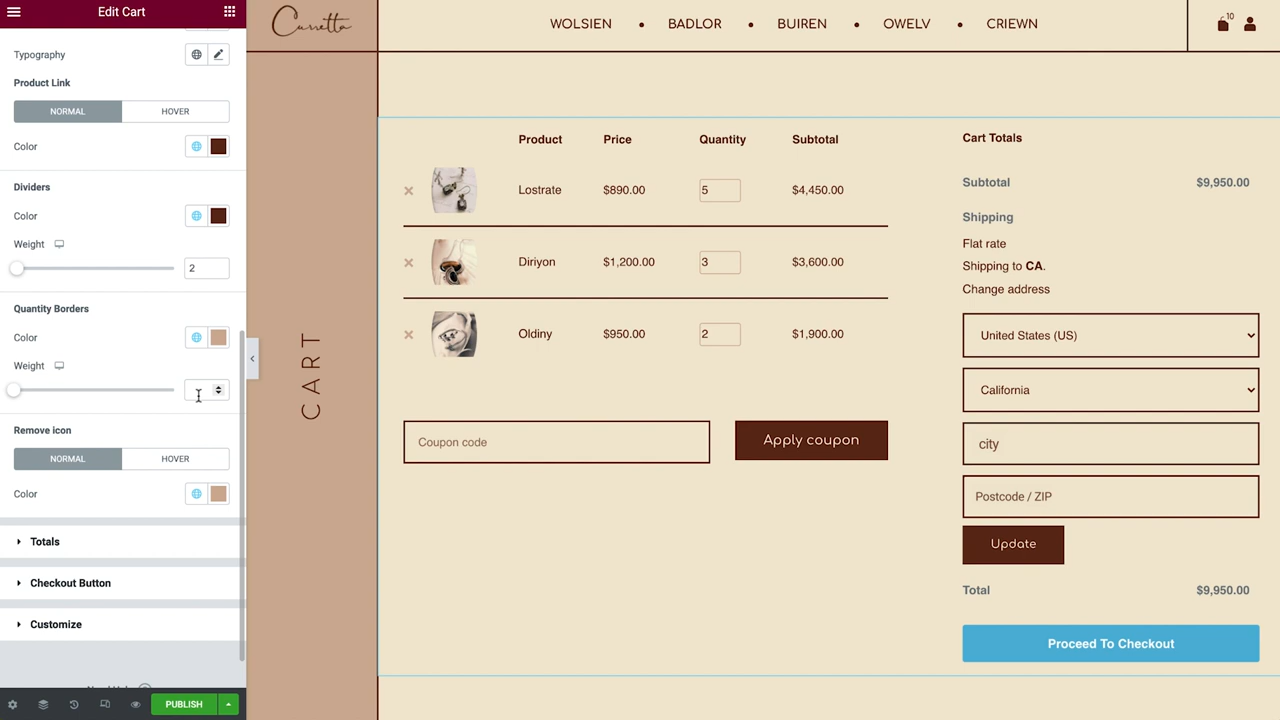 Edit Cart
Typography
Product Link
NORMAL HOVER
Color
Dividers
Color
Weight
2
Quantity Borders
Color
Weight
Remove icon
NORMAL HOVER
Color
Totals
Checkout Button
Customize
PUBLISH
Curretta
WOLSIEN • BADLOR • BUIREN • OWELV • CRIEWN
10
CART
Product Price Quantity Subtotal
Lostrate $890.00 5 $4,450.00
Diriyon $1,200.00 3 $3,600.00
Oldiny $950.00 2 $1,900.00
Coupon code
Apply coupon
Cart Totals
Subtotal $9,950.00
Shipping
Flat rate
Shipping to CA.
Change address
United States (US)
California
city
Postcode / ZIP
Update
Total $9,950.00
Proceed To Checkout